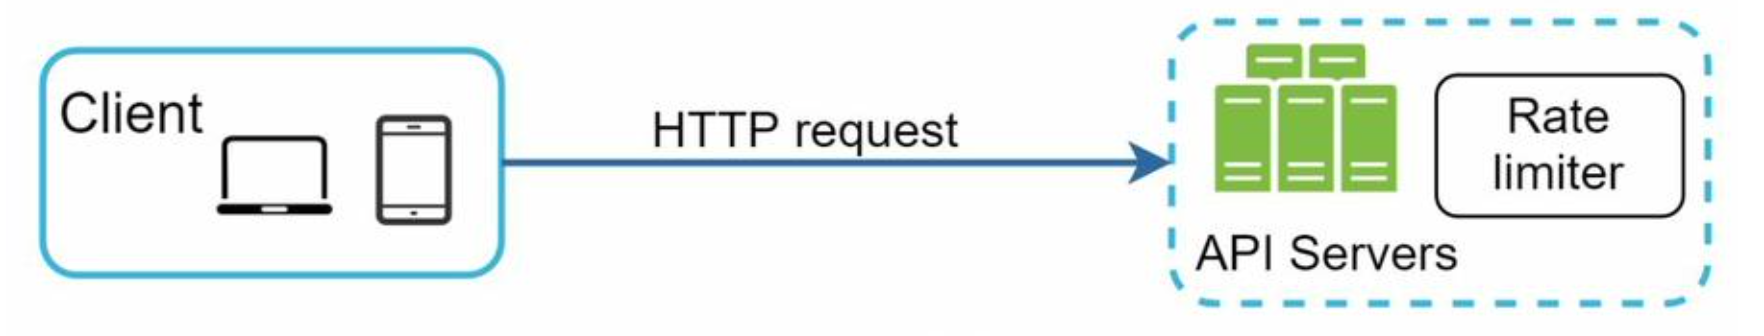 Client
HTTP request
Rate
limiter
API Servers